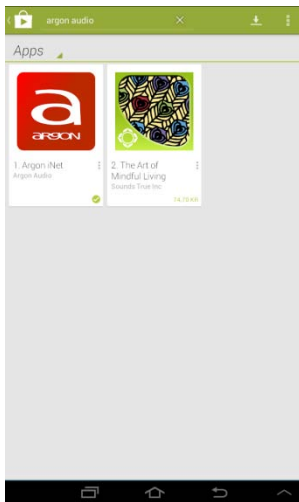 argon audio
Apps
a
ARGON
1. Argon iNet
Argon Audio
2. The Art of
Mindful Living
Sounds True Inc.